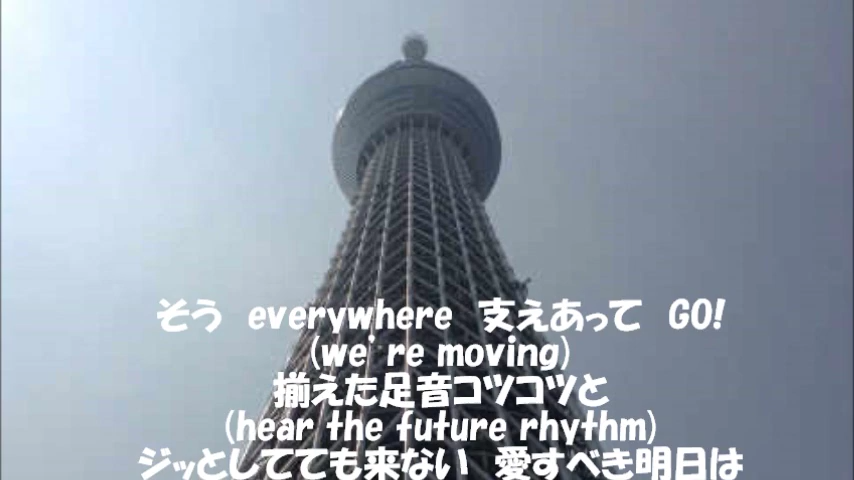 そう　everywhere　支えあって　GO!
(we're moving)
揃えた足音コツコツと
(hear the future rhythm)
ジッとしてても来ない　愛すべき明日は